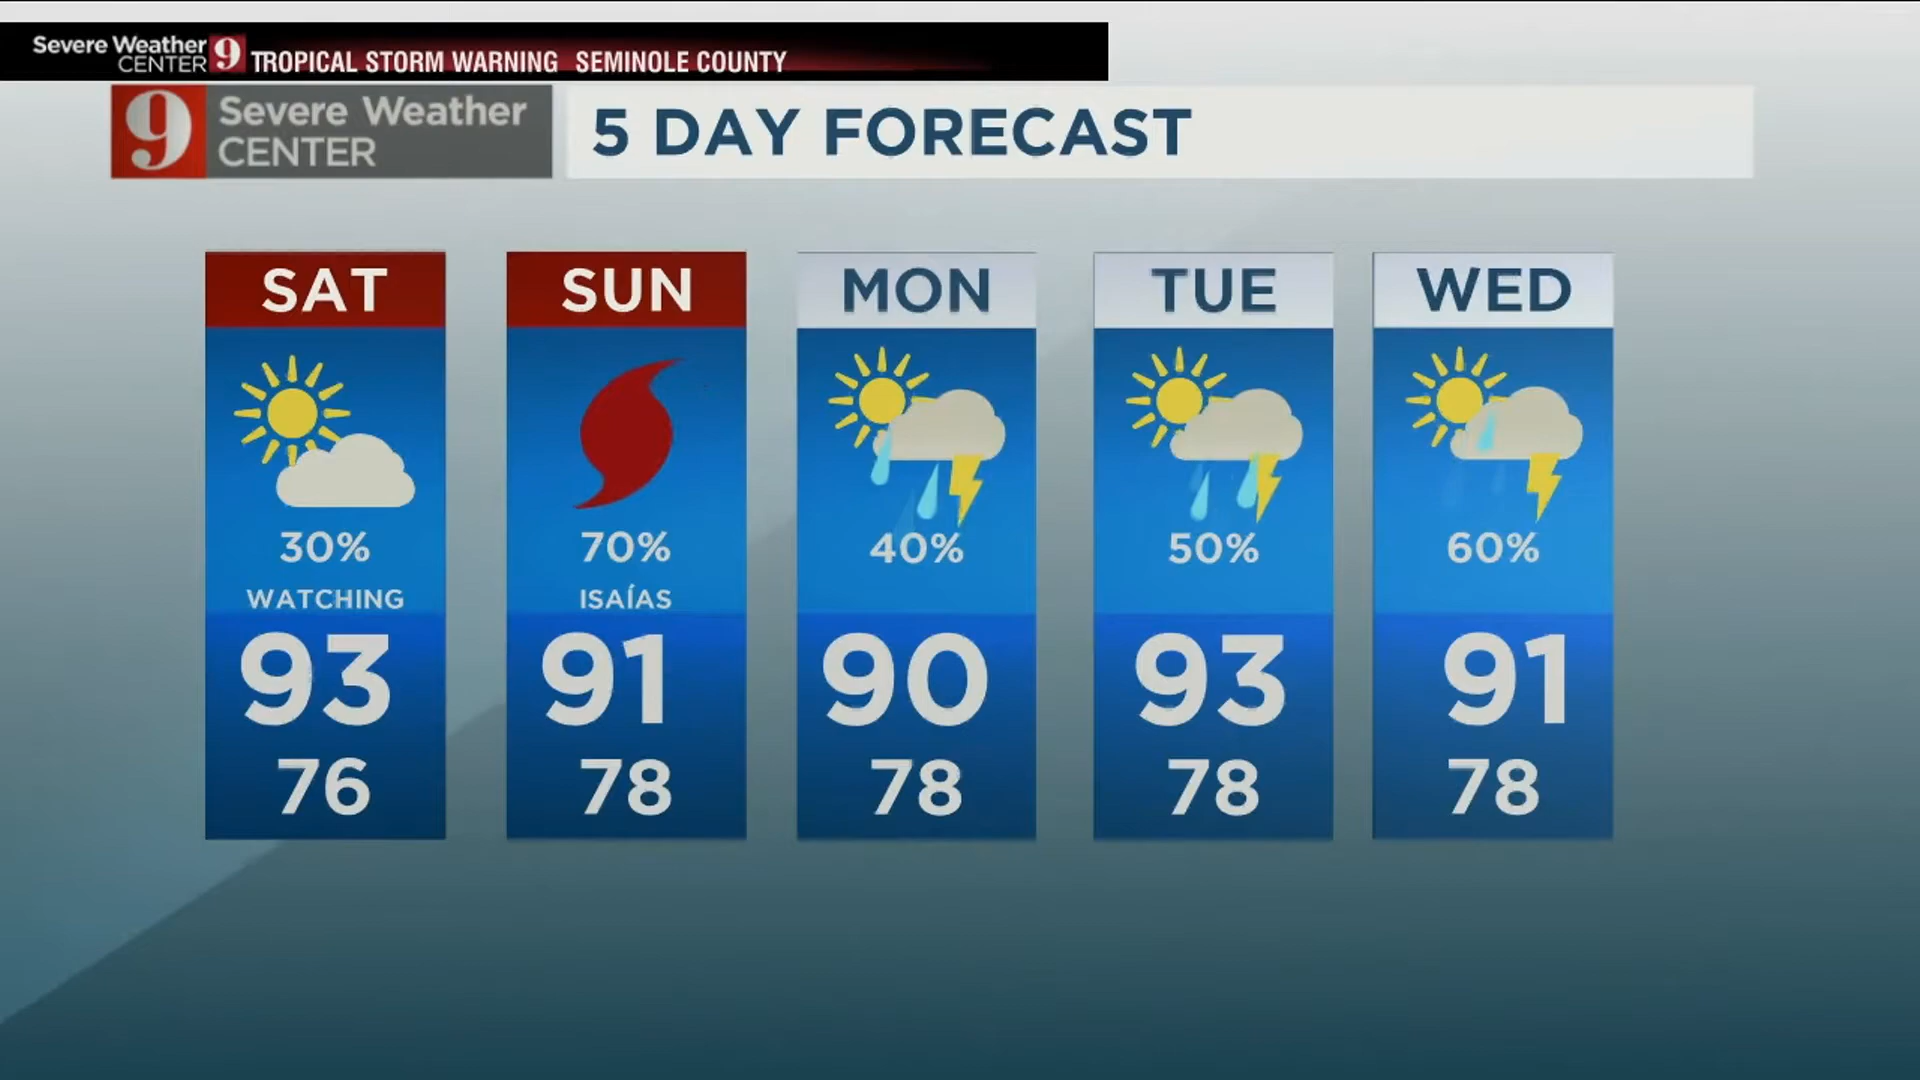 Severe Weather
CENTER 9 TROPICAL STORM WARNING SEMINOLE COUNTY
9 Severe Weather
CENTER
5 DAY FORECAST
SAT
30%
WATCHING
93
76
SUN
70%
ISAÍAS
91
78
MON
40%
90
78
TUE
50%
93
78
WED
60%
91
78